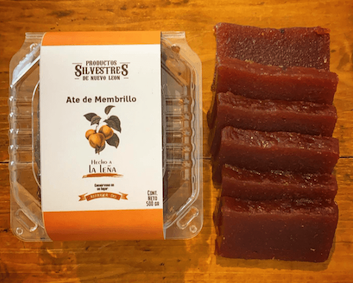 PRODUCTOS
SILVESTRES
DE NUEVO LEON
Ate de Membrillo
HECHO A
LA LEÑA
CONT.
NETO
500 GR